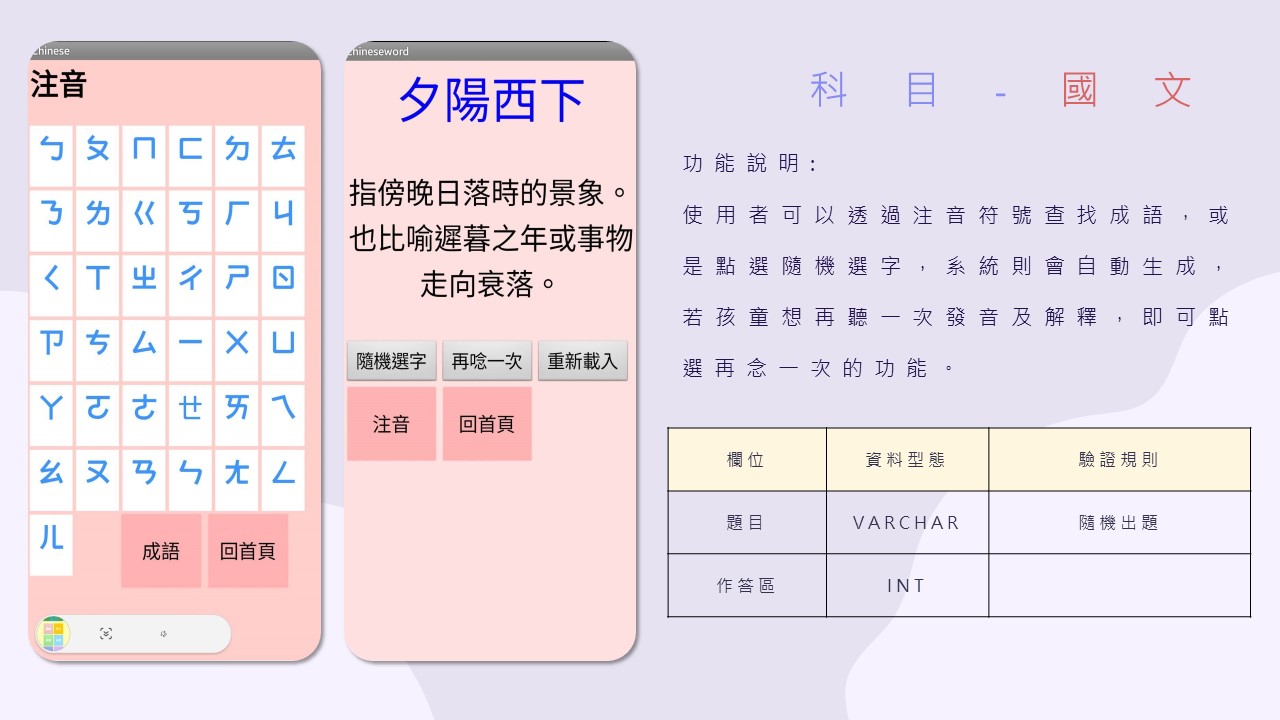 Chinese
注音
ㄅ ㄆ ㄇ ㄈ ㄉ ㄊ
ㄋ ㄌ ㄍ ㄎ ㄏ ㄐ
ㄑ ㄒ ㄓ ㄔ ㄕ ㄖ
ㄗ ㄘ ㄙ ㄧ ㄨ ㄩ
ㄚ ㄛ ㄜ ㄝ ㄞ ㄟ
ㄠ ㄡ ㄢ ㄣ ㄤ ㄥ
ㄦ 成語 回首頁
Chineseword
夕陽西下
指傍晚日落時的景象。
也比喻遲暮之年或事物
走向衰落。
隨機選字 再唸一次 重新載入
注音 回首頁
科目-國文
功能說明:
使用者可以透過注音符號查找成語，或
是點選隨機選字，系統則會自動生成，
若孩童想再聽一次發音及解釋，即可點
選再念一次的功能。
欄位 資料型態 驗證規則
題目 VARCHAR 隨機出題
作答區 INT